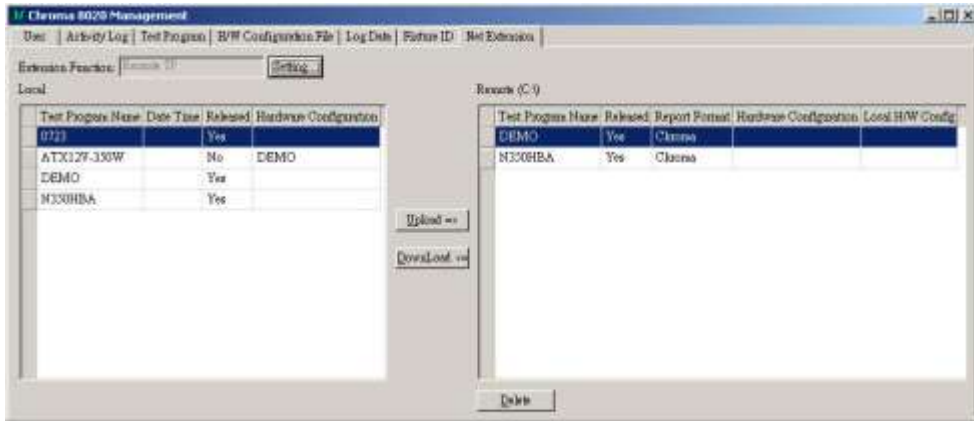 Chroma 8020 Management
User Activity Log Test Program H/W Configuration File Log Data Fixture ID Net Extension
Extension Function: Remote TP Setting...
Local
Remote (C:\)
Test Program Name Date Time Released Hardware Configuration
0723 Yes
ATX12V-350W No DEMO
DEMO Yes
N350HBA Yes
Upload =>
DownLoad <=
Test Program Name Released Report Format Hardware Configuration Local H/W Config
DEMO Yes Chroma
N350HBA Yes Chroma
Delete